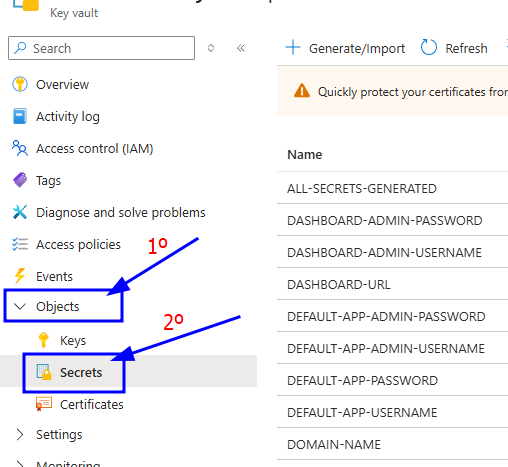 Key vault
Search
Overview
Activity log
Access control (IAM)
Tags
Diagnose and solve problems
Access policies
Events
Objects
1º
Keys
2º
Secrets
Certificates
Settings
Monitoring
Generate/Import
Refresh
Quickly protect your certificates
Name
ALL-SECRETS-GENERATED
DASHBOARD-ADMIN-PASSWORD
DASHBOARD-ADMIN-USERNAME
DASHBOARD-URL
DEFAULT-APP-ADMIN-PASSWORD
DEFAULT-APP-ADMIN-USERNAME
DEFAULT-APP-PASSWORD
DEFAULT-APP-USERNAME
DOMAIN-NAME